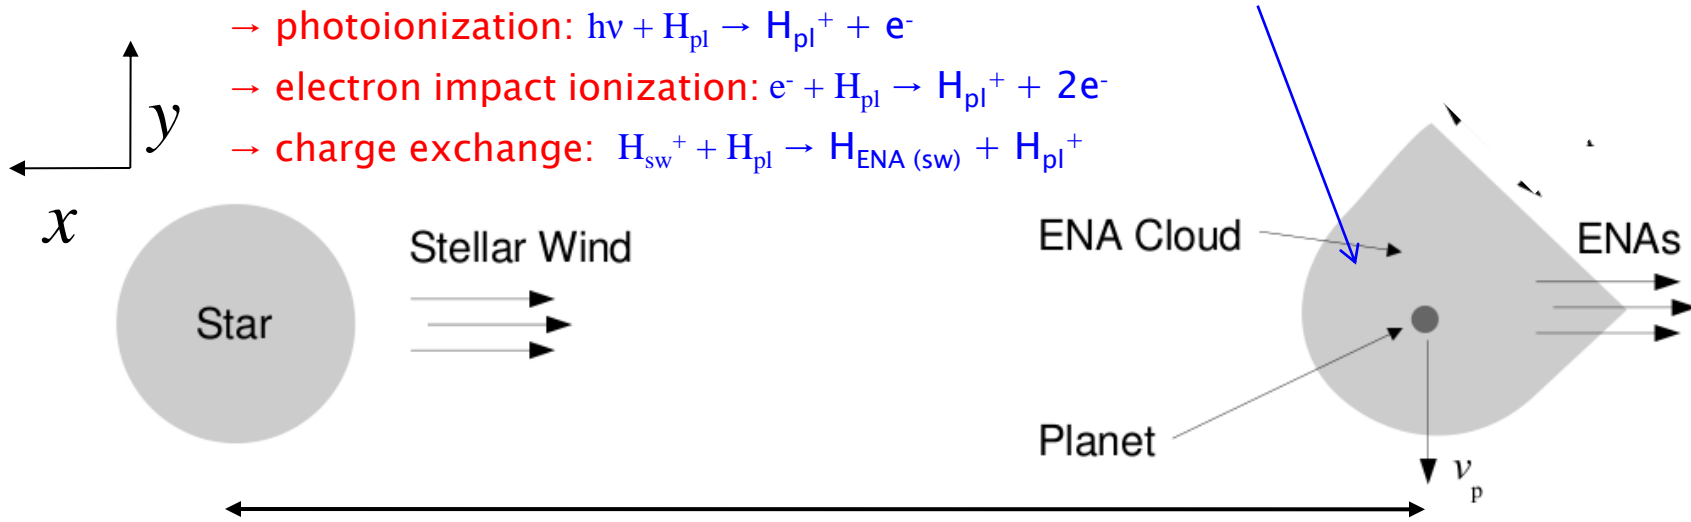 → photoionization: hν + H_pl → H_pl⁺ + e⁻
→ electron impact ionization: e⁻ + H_pl → H_pl⁺ + 2e⁻
→ charge exchange: H_sw⁺ + H_pl → H_ENA (sw) + H_pl⁺
y
x
Stellar Wind
Star
ENA Cloud
ENAs
Planet
v_p